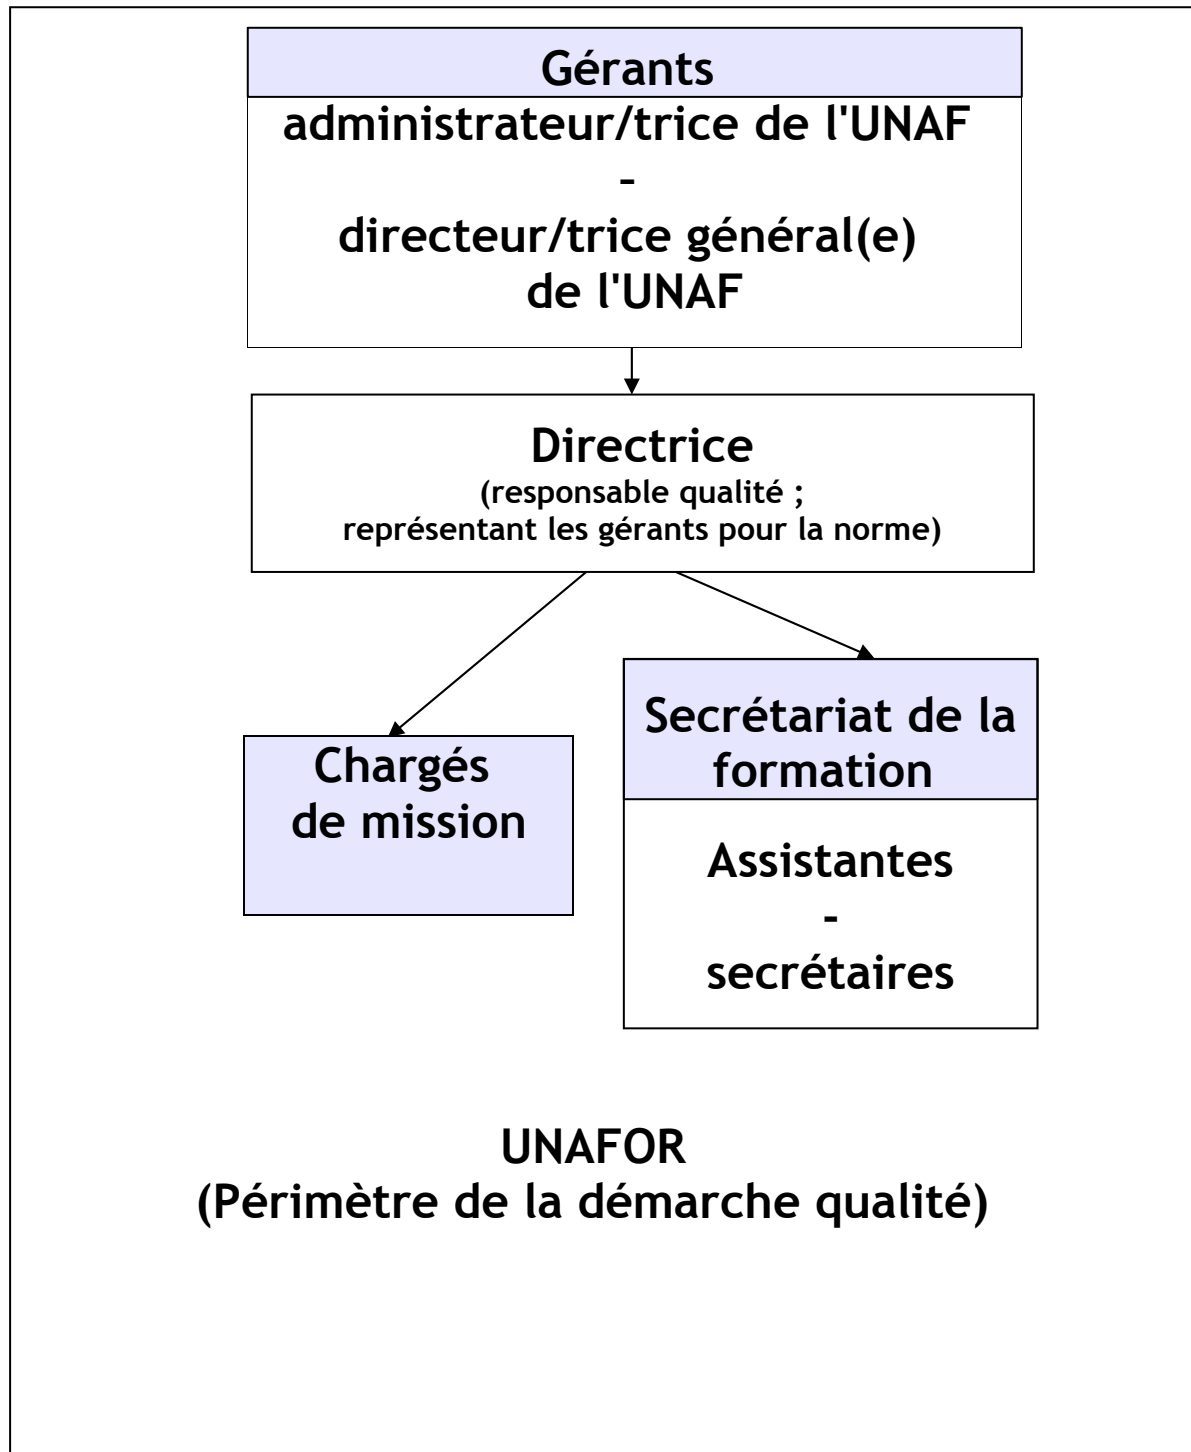 Gérants
administrateur/trice de l'UNAF
-
directeur/trice général(e)
de l'UNAF
Directrice
(responsable qualité ;
représentant les gérants pour la norme)
Chargés
de mission
Secrétariat de la
formation
Assistantes
-
secrétaires
UNAFOR
(Périmètre de la démarche qualité)